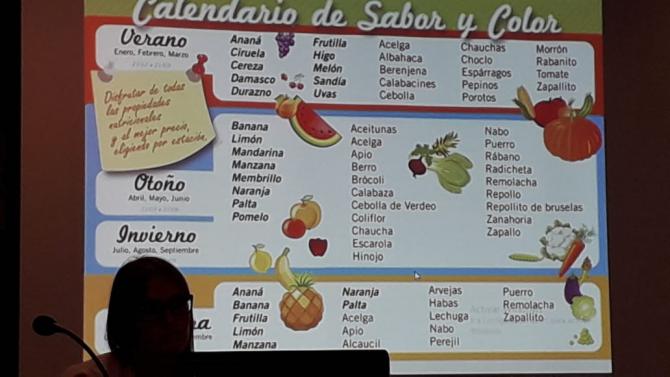 Calendario de Sabor y Color
Verano
Enero, Febrero, Marzo
Disfrutar de todas
las propiedades
nutricionales
y al mejor precio,
eligiendo por estación.
Ananá
Ciruela
Cereza
Damasco
Durazno
Frutilla
Higo
Melón
Sandía
Uvas
Acelga
Albahaca
Berenjena
Calabacines
Cebolla
Chauchas
Choclo
Espárragos
Pepinos
Porotos
Morrón
Rabanito
Tomate
Zapallito
Otoño
Abril, Mayo, Junio
Invierno
Julio, Agosto, Septiembre
Banana
Limón
Mandarina
Manzana
Membrillo
Naranja
Palta
Pomelo
Aceitunas
Acelga
Apio
Berro
Brócoli
Calabaza
Cebolla de Verdeo
Coliflor
Chaucha
Escarola
Hinojo
Nabo
Puerro
Rábano
Radicheta
Remolacha
Repollo
Repollito de bruselas
Zanahoria
Zapallo
Ananá
Banana
Frutilla
Limón
Manzana
Naranja
Palta
Acelga
Apio
Alcaucil
Arvejas
Habas
Lechuga
Nabo
Perejil
Puerro
Remolacha
Zapallito